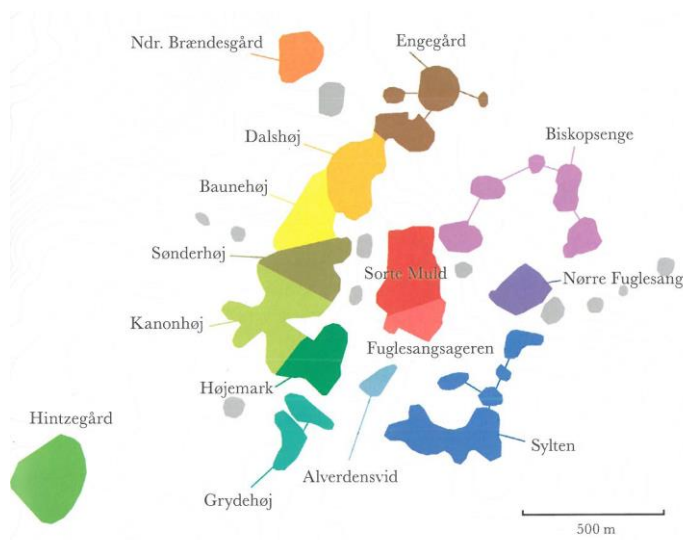 Ndr. Brændesgård
Engegård
Dalshøj
Biskopsenge
Baunehøj
Sønderhøj
Sorte Muld
Nørre Fuglesang
Kanonhøj
Fuglesangsageren
Højemark
Hintzegård
Sylten
Alverdensvid
Grydehøj
500 m